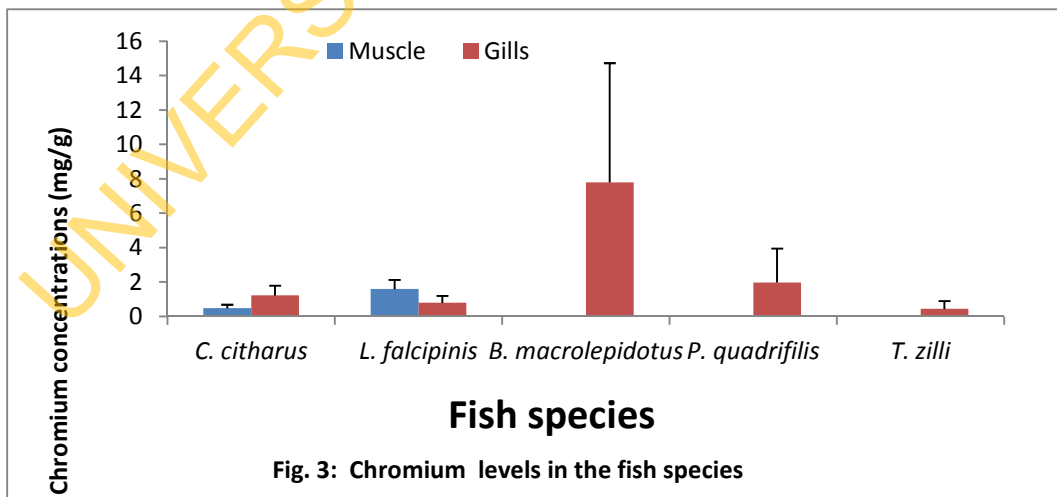 UNIVERS
Chromium concentrations (mg/g)
16
14
12
10
8
6
4
2
0
Muscle Gills
C. citharus L. falcipinis B. macrolepidotus P. quadrifilis T. zilli
Fish species
Fig. 3: Chromium levels in the fish species